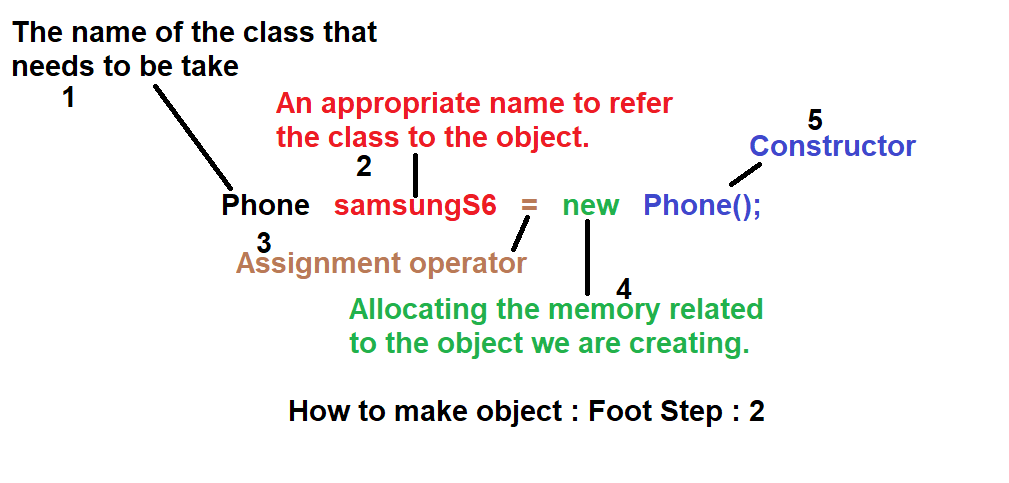 The name of the class that
needs to be take
1
An appropriate name to refer
the class to the object.
2
5
Constructor
Phone samsungS6 = new Phone();
3
Assignment operator
4
Allocating the memory related
to the object we are creating.
How to make object : Foot Step : 2